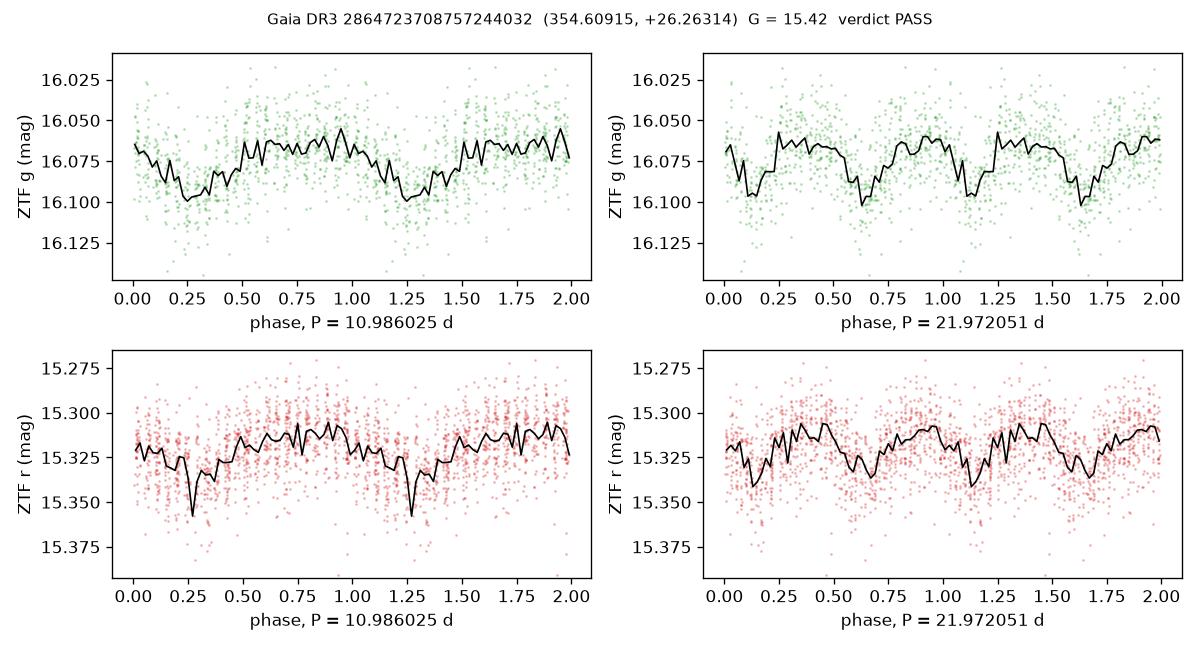 Gaia DR3 2864723708757244032  (354.60915, +26.26314)  G = 15.42  verdict PASS
ZTF g (mag)
16.025
16.050
16.075
16.100
16.125
0.00 0.25 0.50 0.75 1.00 1.25 1.50 1.75 2.00
phase, P = 10.986025 d
ZTF g (mag)
16.025
16.050
16.075
16.100
16.125
0.00 0.25 0.50 0.75 1.00 1.25 1.50 1.75 2.00
phase, P = 21.972051 d
ZTF r (mag)
15.275
15.300
15.325
15.350
15.375
0.00 0.25 0.50 0.75 1.00 1.25 1.50 1.75 2.00
phase, P = 10.986025 d
ZTF r (mag)
15.275
15.300
15.325
15.350
15.375
0.00 0.25 0.50 0.75 1.00 1.25 1.50 1.75 2.00
phase, P = 21.972051 d